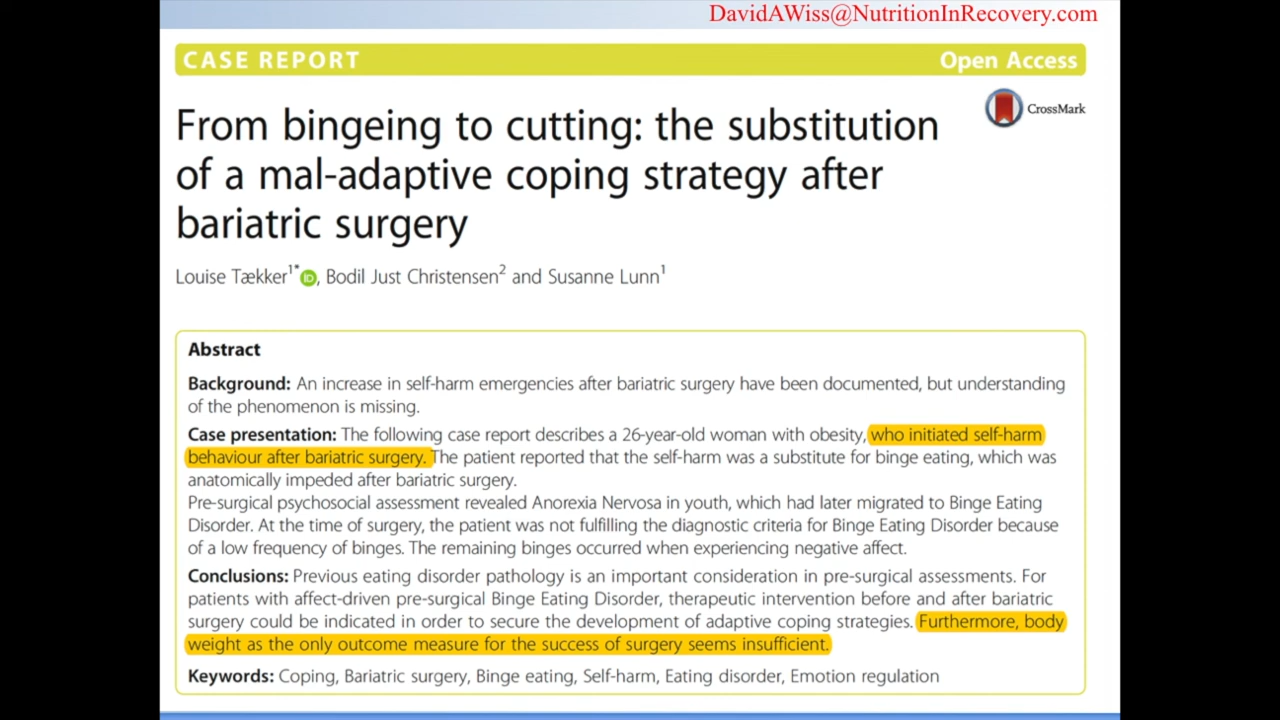 DavidAWiss@NutritionInRecovery.com
CASE REPORT Open Access
CrossMark
From bingeing to cutting: the substitution
of a mal-adaptive coping strategy after
bariatric surgery
Louise Tækker1* iD, Bodil Just Christensen2 and Susanne Lunn1
Abstract
Background: An increase in self-harm emergencies after bariatric surgery have been documented, but understanding
of the phenomenon is missing.
Case presentation: The following case report describes a 26-year-old woman with obesity, who initiated self-harm
behaviour after bariatric surgery. The patient reported that the self-harm was a substitute for binge eating, which was
anatomically impeded after bariatric surgery.
Pre-surgical psychosocial assessment revealed Anorexia Nervosa in youth, which had later migrated to Binge Eating
Disorder. At the time of surgery, the patient was not fulfilling the diagnostic criteria for Binge Eating Disorder because
of a low frequency of binges. The remaining binges occurred when experiencing negative affect.
Conclusions: Previous eating disorder pathology is an important consideration in pre-surgical assessments. For
patients with affect-driven pre-surgical Binge Eating Disorder, therapeutic intervention before and after bariatric
surgery could be indicated in order to secure the development of adaptive coping strategies. Furthermore, body
weight as the only outcome measure for the success of surgery seems insufficient.
Keywords: Coping, Bariatric surgery, Binge eating, Self-harm, Eating disorder, Emotion regulation